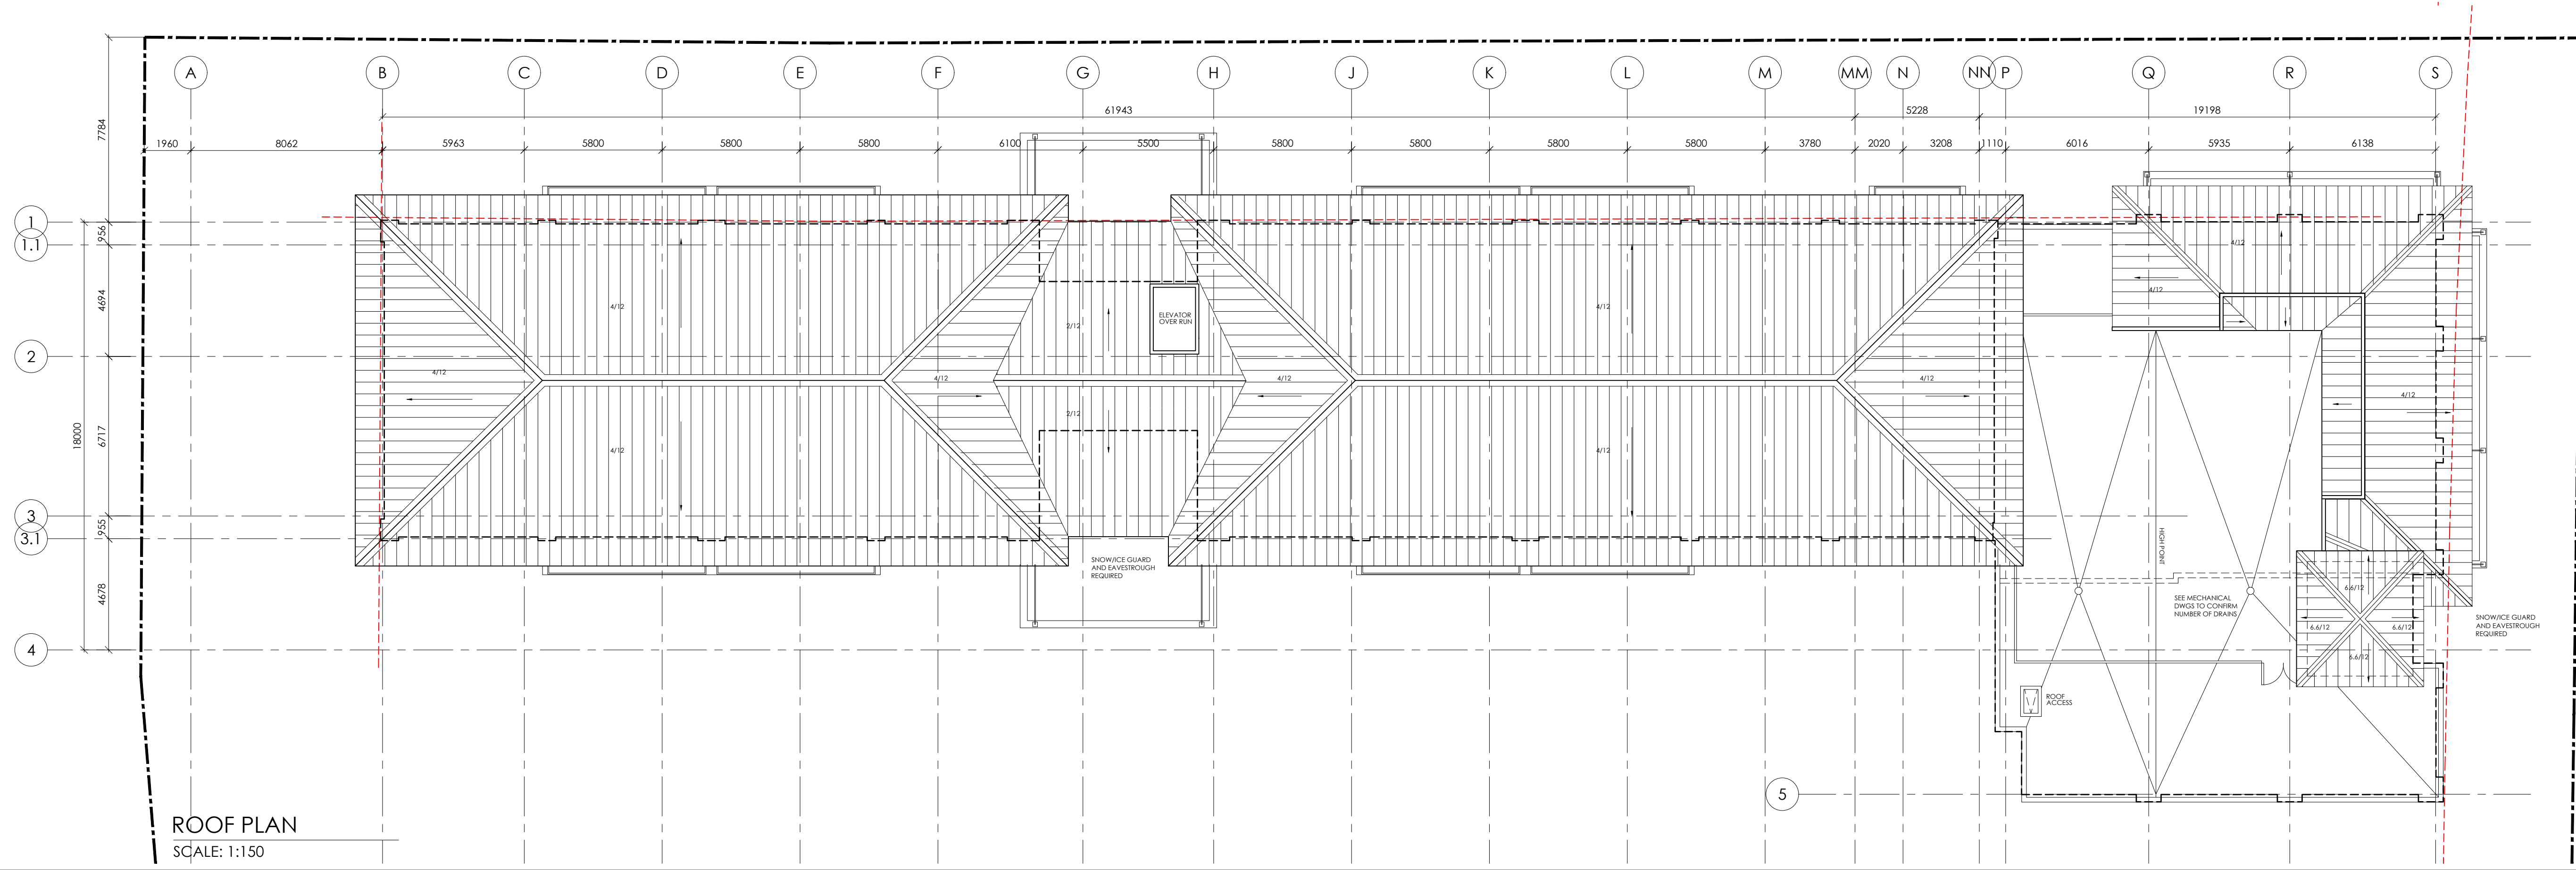 A
B
C
D
E
F
G
H
J
K
L
M
MM
N
NN
P
Q
R
S
61943
5228
19198
1960
8062
5963
5800
5800
5800
6100
5500
5800
5800
5800
5800
3780
2020
3208
1110
6016
5935
6138
7784
1
956
1.1
4694
2
18000
6717
3
955
3.1
4678
4
5
4/12
4/12
4/12
4/12
2/12
2/12
ELEVATOR
OVER RUN
4/12
4/12
4/12
4/12
4/12
4/12
4/12
SNOW/ICE GUARD
AND EAVESTROUGH
REQUIRED
HIGH POINT
SEE MECHANICAL
DWGS TO CONFIRM
NUMBER OF DRAINS
6.6/12
6.6/12
6.6/12
6.6/12
SNOW/ICE GUARD
AND EAVESTROUGH
REQUIRED
ROOF
ACCESS
ROOF PLAN
SCALE: 1:150